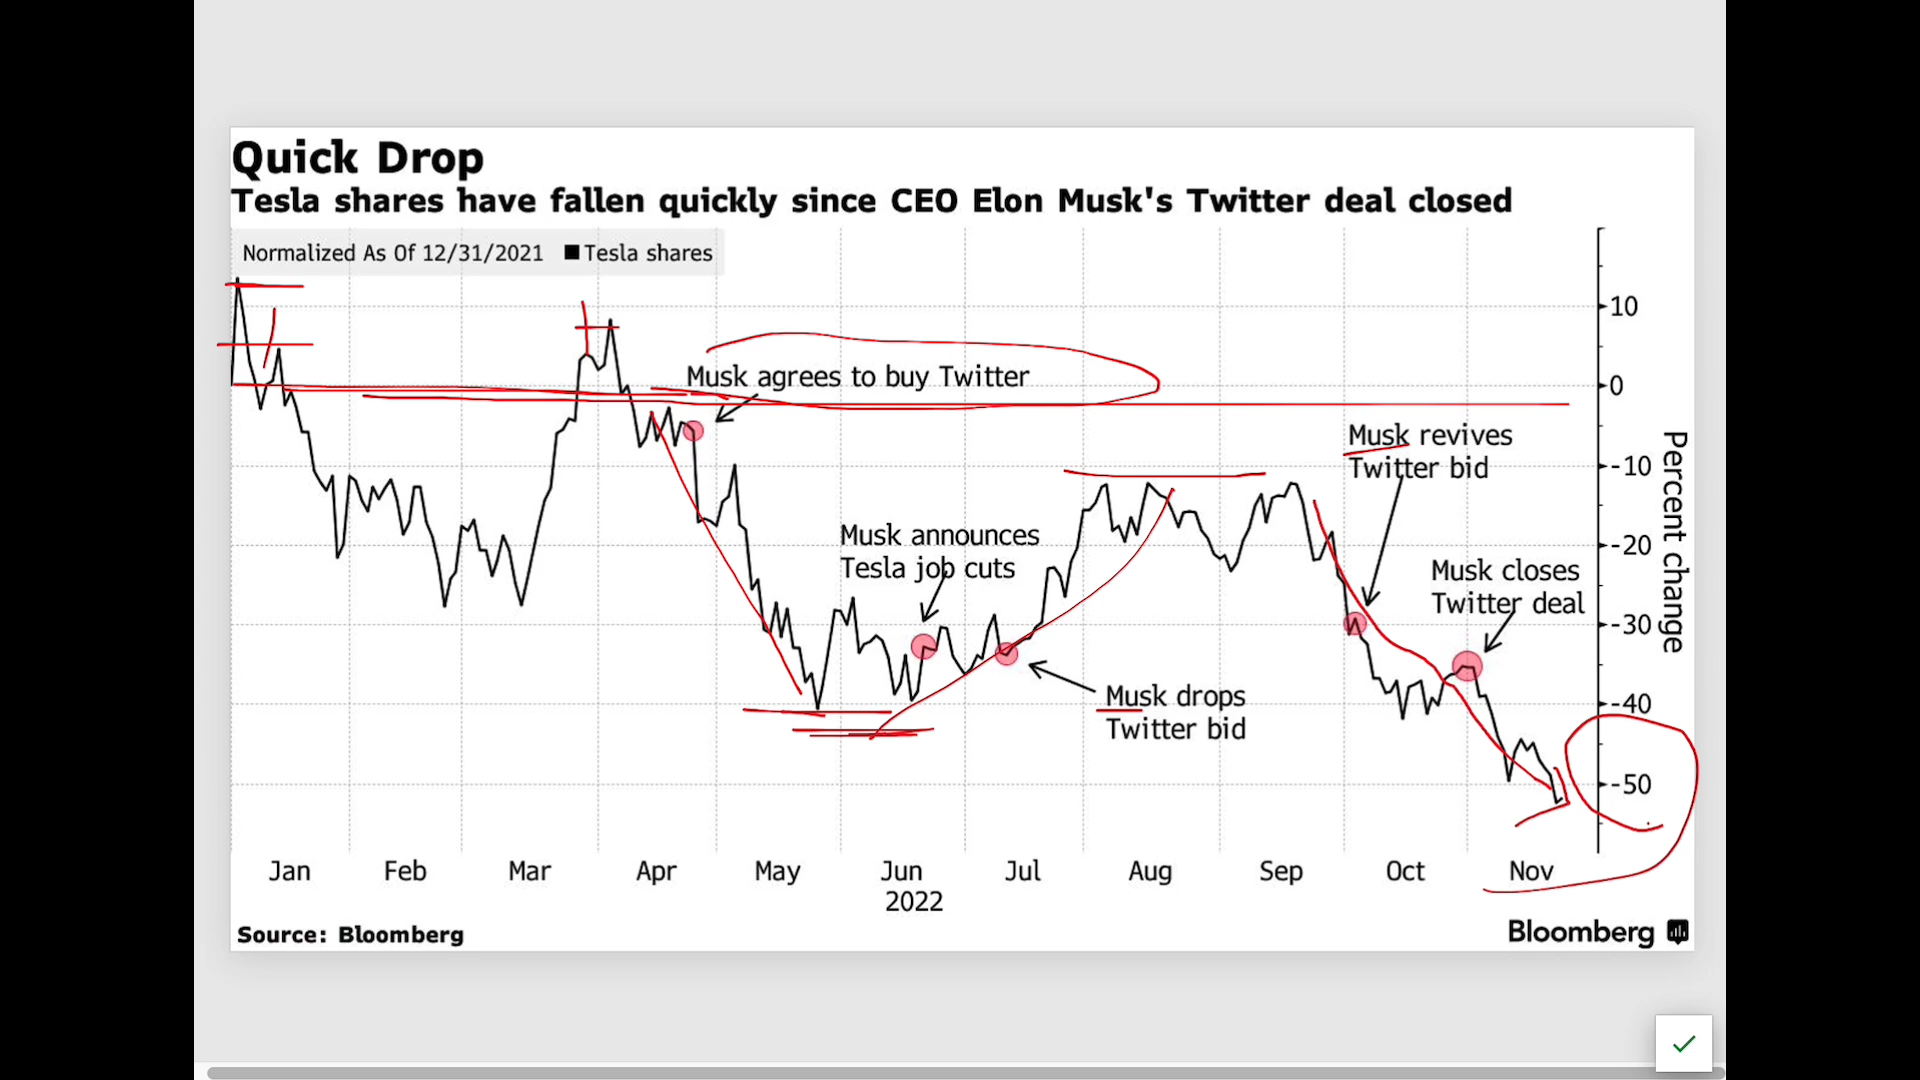 Quick Drop
Tesla shares have fallen quickly since CEO Elon Musk's Twitter deal closed
Normalized As Of 12/31/2021 Tesla shares
10
Musk agrees to buy Twitter
0
Musk revives
Twitter bid
-10
Musk announces
Tesla job cuts
-20
Musk closes
Twitter deal
-30
Musk drops
Twitter bid
-40
-50
Percent change
Jan Feb Mar Apr May Jun Jul Aug Sep Oct Nov
2022
Source: Bloomberg
Bloomberg